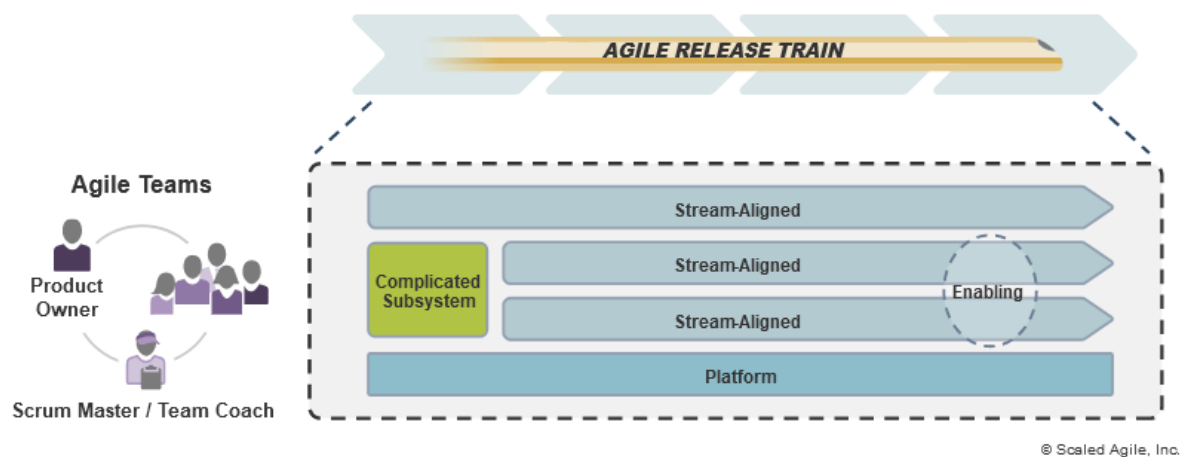 AGILE RELEASE TRAIN
Agile Teams
Product
Owner
Scrum Master / Team Coach
Stream-Aligned
Complicated
Subsystem
Stream-Aligned
Stream-Aligned
Enabling
Platform
© Scaled Agile, Inc.